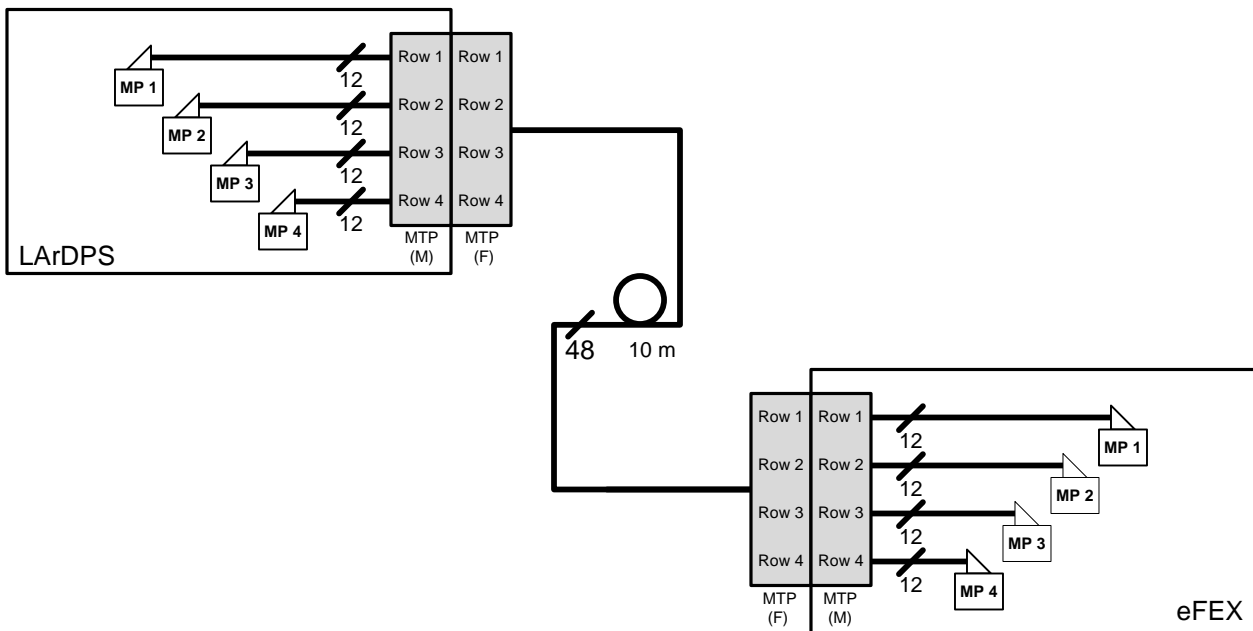 Row 1 Row 1
MP 1
12
Row 2 Row 2
MP 2
12
Row 3 Row 3
MP 3
12
Row 4 Row 4
MP 4
12
MTP
(M)
MTP
(F)
LArDPS
48
10 m
Row 1 Row 1
12
MP 1
Row 2 Row 2
12
MP 2
Row 3 Row 3
12
MP 3
Row 4 Row 4
12
MP 4
MTP
(F)
MTP
(M)
eFEX